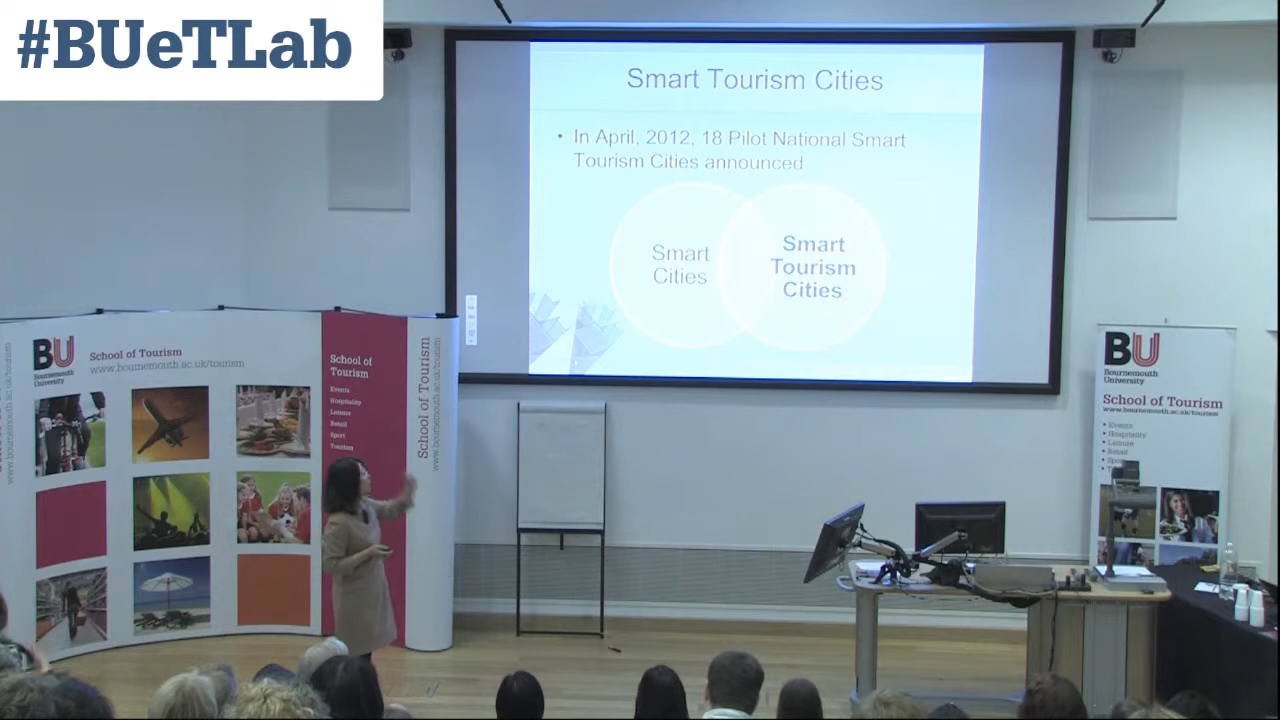 #BUeTLab
Smart Tourism Cities
• In April, 2012, 18 Pilot National Smart
Tourism Cities announced
Smart
Cities
Smart
Tourism
Cities
BU
Bournemouth
University
School of Tourism
www.bournemouth.ac.uk/tourism
School of
Tourism
Events
Hospitality
Leisure
Retail
Sport
Tourism
School of Tourism
www.bournemouth.ac.uk/tourism
BU
Bournemouth
University
School of Tourism
www.bournemouth.ac.uk/tourism
• Events
• Hospitality
• Leisure
• Retail